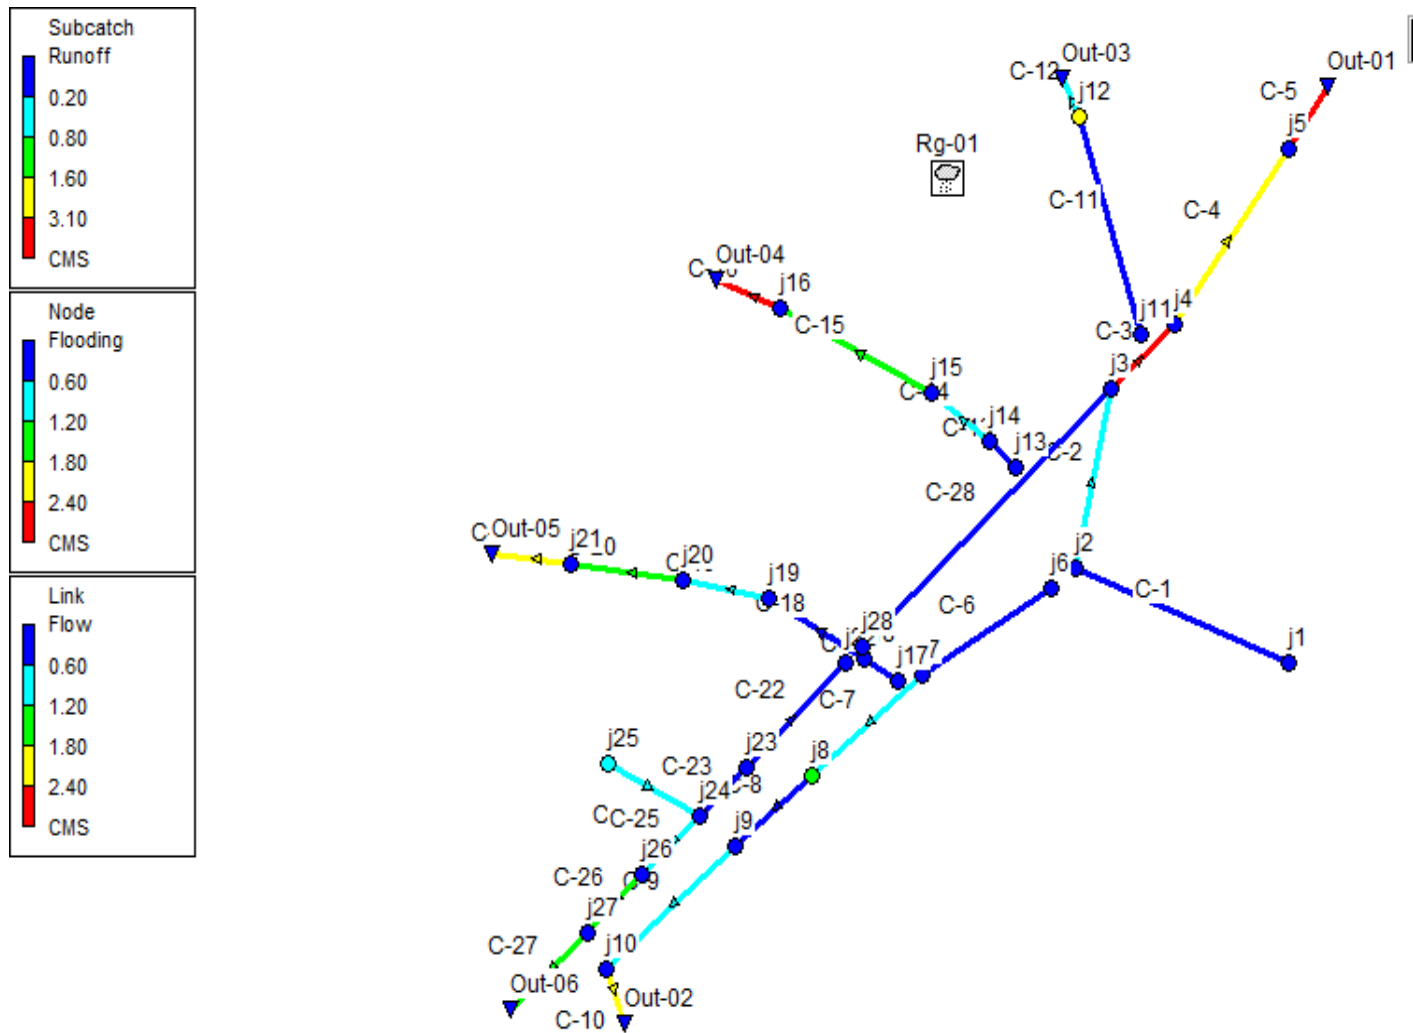 Subcatch
Runoff
0.20
0.80
1.60
3.10
CMS
Node
Flooding
0.60
1.20
1.80
2.40
CMS
Link
Flow
0.60
1.20
1.80
2.40
CMS
Out-03
C-12
j12
Out-01
C-5
j5
Rg-01
C-11
C-4
Out-04
j16
C-15
j11
j4
C-3
j3
j15
j14
j13
C-2
C-28
Out-05
j21
j20
j19
j2
j6
C-6
C-1
j1
j28
j17
C-22
C-7
j25
j23
j8
C-23
j24
C-25
j9
j26
C-26
j27
C-27
j10
Out-06
Out-02
C-10